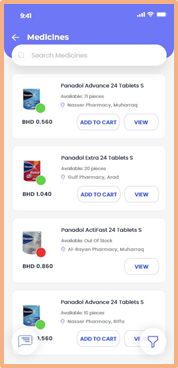 9:41
Medicines
Search Medicines
Panadol Advance 24 Tablets S
Available: 71 pieces
Nasser Pharmacy, Muharraq
BHD 0.560
ADD TO CART
VIEW
Panadol Extra 24 Tablets S
Available: 20 pieces
Gulf Pharmacy, Arad
BHD 1.040
ADD TO CART
VIEW
Panadol ActiFast 24 Tablets S
Available: Out Of Stock
Al-Rayan Pharmacy, Muharraq
BHD 0.860
VIEW
Panadol Advance 24 Tablets S
Available: 10 pieces
Nasser Pharmacy, Riffa
1.560
ADD TO CART